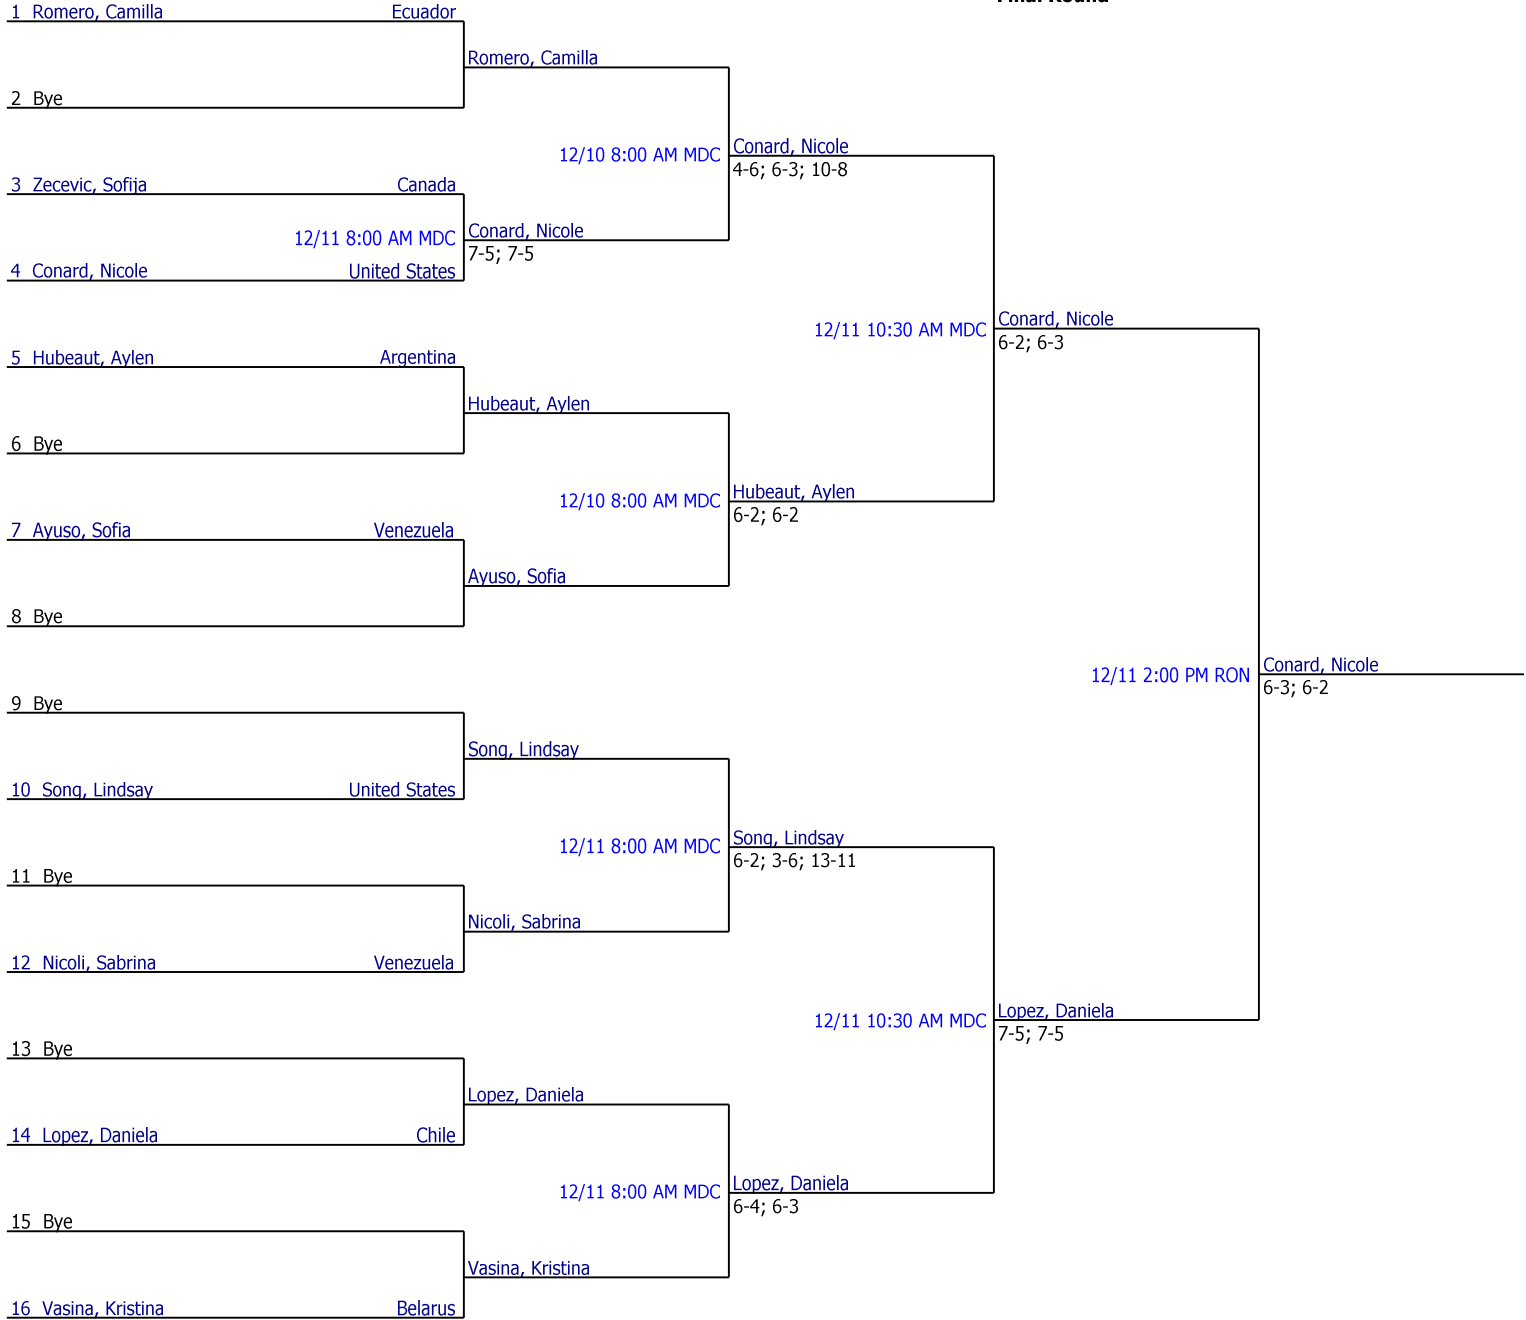 Final Round
1 Romero, Camilla Ecuador
Romero, Camilla
2 Bye
12/10 8:00 AM MDC Conard, Nicole
4-6; 6-3; 10-8
3 Zecevic, Sofija Canada
12/11 8:00 AM MDC Conard, Nicole
7-5; 7-5
4 Conard, Nicole United States
12/11 10:30 AM MDC Conard, Nicole
6-2; 6-3
5 Hubeaut, Aylen Argentina
Hubeaut, Aylen
6 Bye
12/10 8:00 AM MDC Hubeaut, Aylen
6-2; 6-2
7 Ayuso, Sofia Venezuela
Ayuso, Sofia
8 Bye
12/11 2:00 PM RON Conard, Nicole
6-3; 6-2
9 Bye
Song, Lindsay
10 Song, Lindsay United States
12/11 8:00 AM MDC Song, Lindsay
6-2; 3-6; 13-11
11 Bye
Nicoli, Sabrina
12 Nicoli, Sabrina Venezuela
12/11 10:30 AM MDC Lopez, Daniela
7-5; 7-5
13 Bye
Lopez, Daniela
14 Lopez, Daniela Chile
12/11 8:00 AM MDC Lopez, Daniela
6-4; 6-3
15 Bye
Vasina, Kristina
16 Vasina, Kristina Belarus